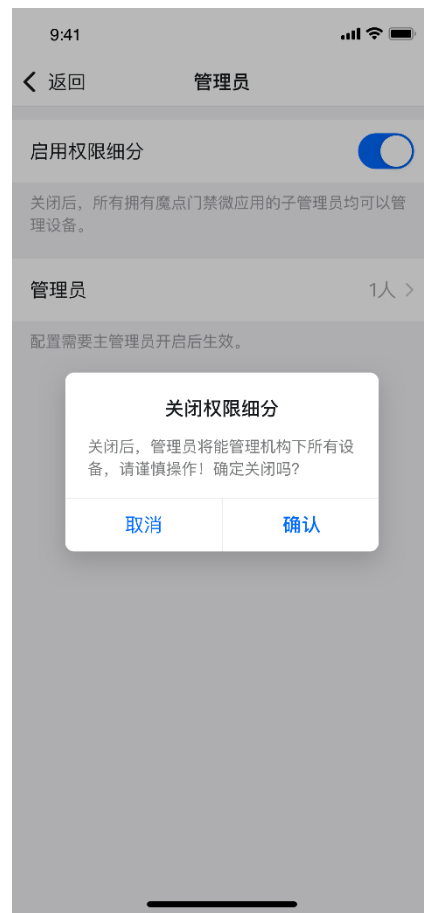 9:41
返回
管理员
启用权限细分
关闭后，所有拥有魔点门禁微应用的子管理员均可以管
理设备。
管理员
1人
配置需要主管理员开启后生效。
关闭权限细分
关闭后，管理员将能管理机构下所有设
备，请谨慎操作！确定关闭吗?
取消
确认